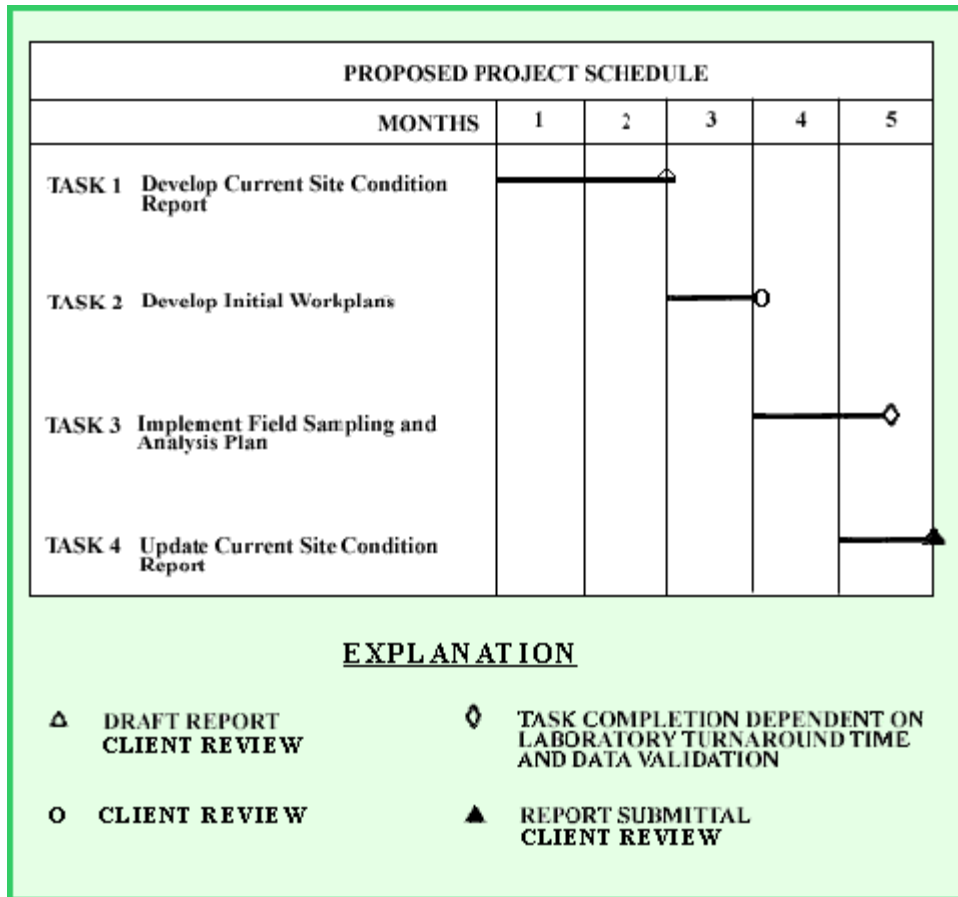 PROPOSED PROJECT SCHEDULE
MONTHS 1 2 3 4 5
TASK 1 Develop Current Site Condition
Report
TASK 2 Develop Initial Workplans
TASK 3 Implement Field Sampling and
Analysis Plan
TASK 4 Update Current Site Condition
Report
EXPLANATION
DRAFT REPORT
CLIENT REVIEW
TASK COMPLETION DEPENDENT ON
LABORATORY TURNAROUND TIME
AND DATA VALIDATION
CLIENT REVIEW
REPORT SUBMITTAL
CLIENT REVIEW